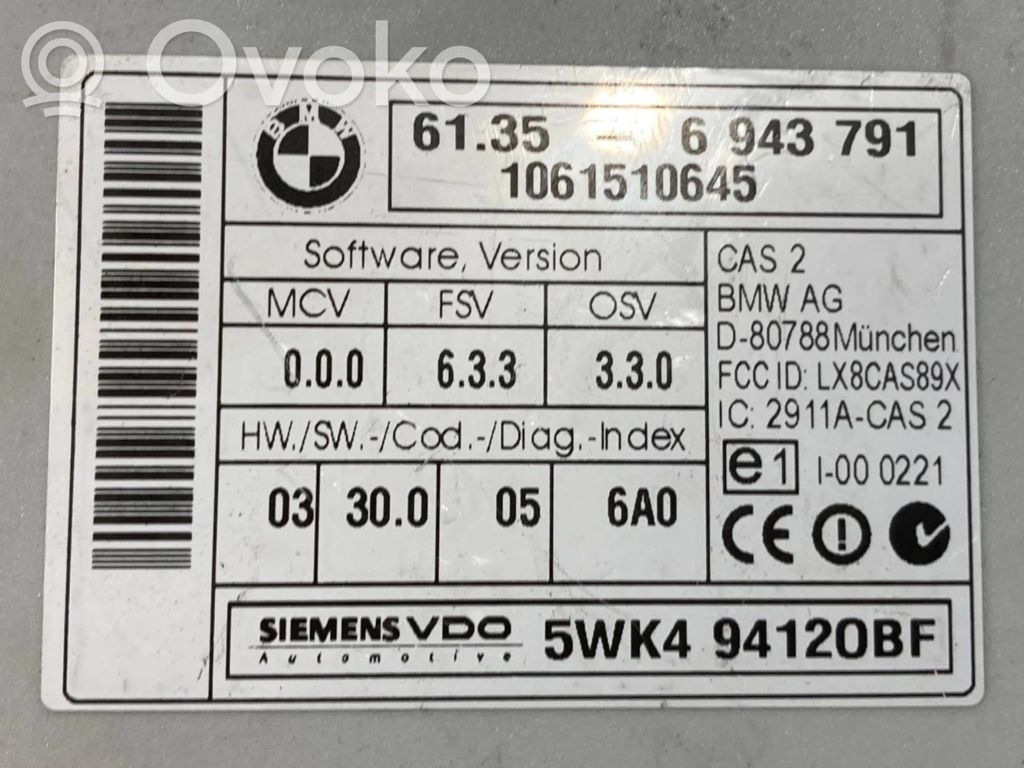 Ovoko
BMW
61.35 - 6 943 791
1061510645
Software, Version
MCV FSV OSV
0.0.0 6.3.3 3.3.0
HW./SW.-/Cod.-/Diag.-Index
03 30.0 05 6A0
CAS 2
BMW AG
D-80788 München
FCC ID: LX8CAS89X
IC: 2911A-CAS 2
e1 I-00 0221
CE
SIEMENS VDO
Automotive
5WK4 94120BF